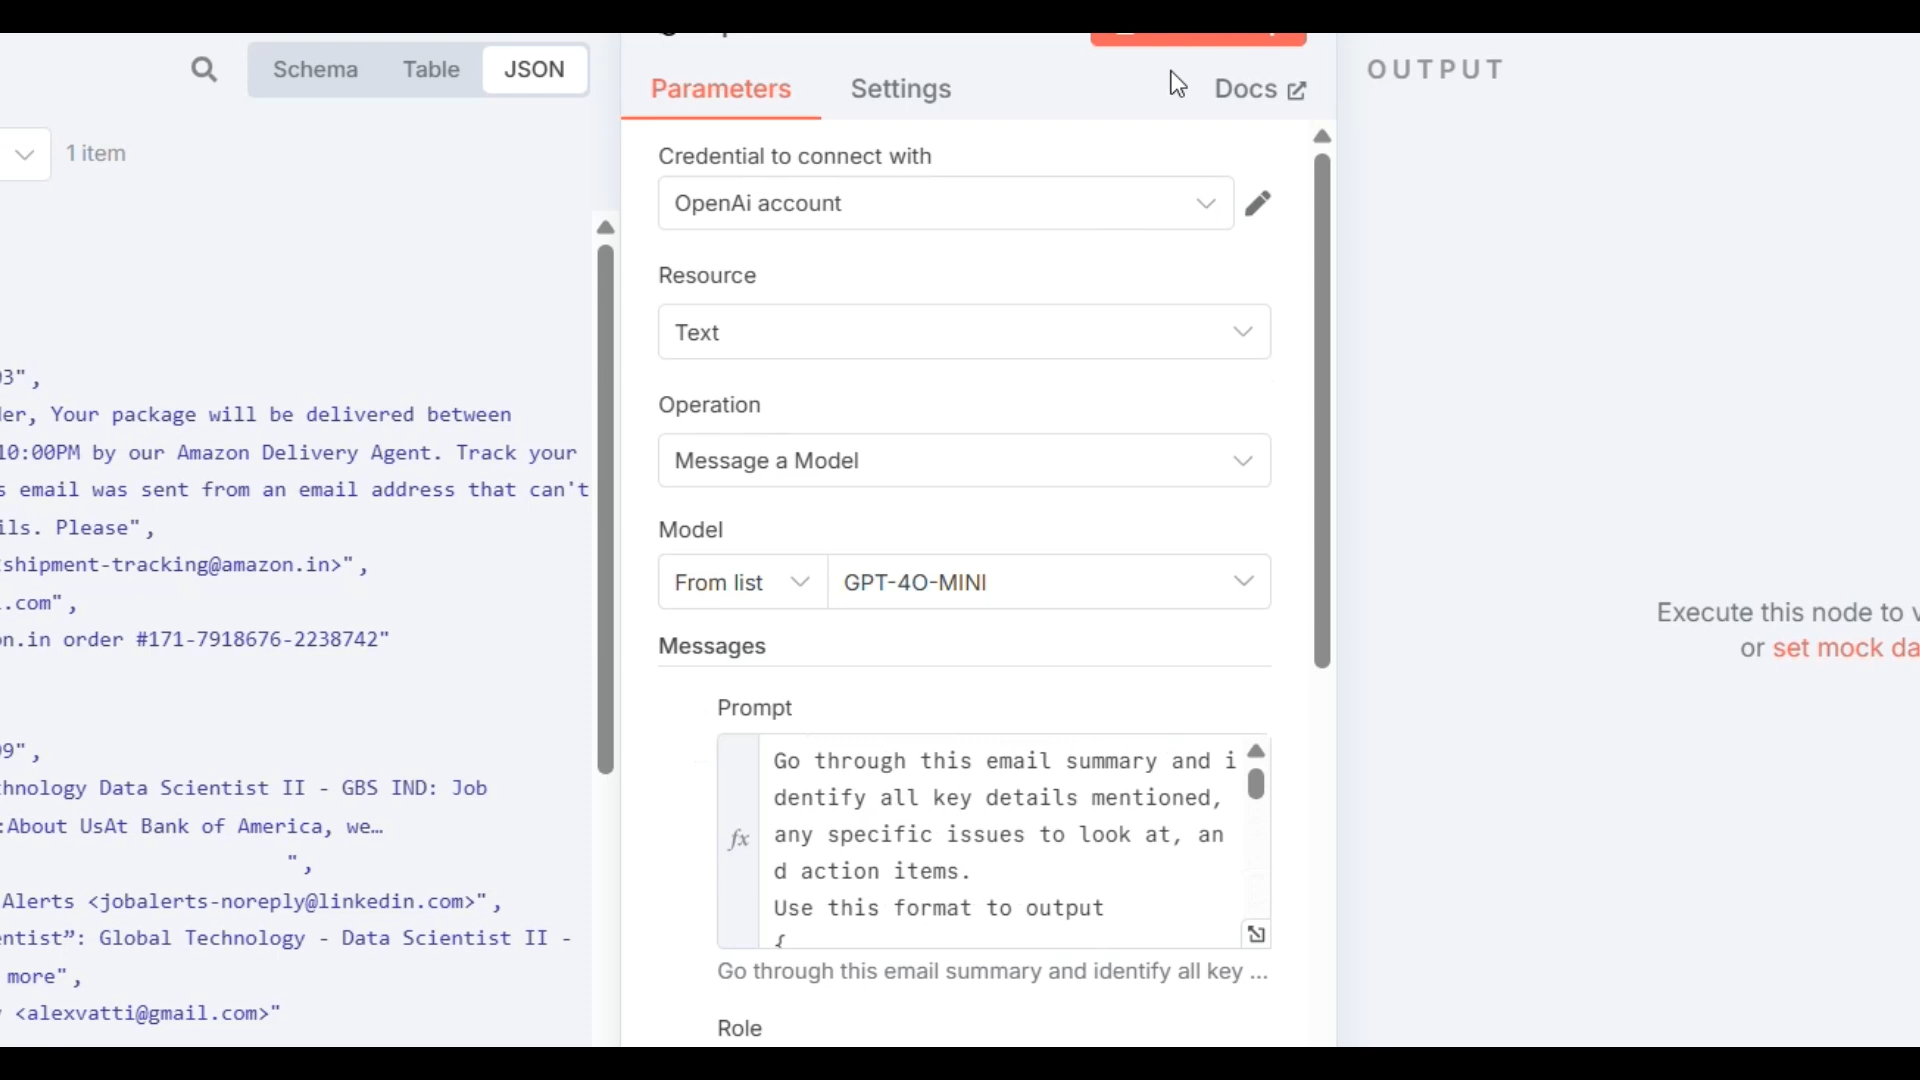 Schema Table JSON
1 item
03",
der, Your package will be delivered between
10:00PM by our Amazon Delivery Agent. Track your
s email was sent from an email address that can't
ils. Please",
shipment-tracking@amazon.in>",
l.com",
on.in order #171-7918676-2238742"
99",
chnology Data Scientist II - GBS IND: Job
:About UsAt Bank of America, we…
",
Alerts <jobalerts-noreply@linkedin.com>",
entist”: Global Technology - Data Scientist II -
more",
<alexvatti@gmail.com>"
Parameters Settings Docs
Credential to connect with
OpenAi account
Resource
Text
Operation
Message a Model
Model
From list GPT-4O-MINI
Messages
Prompt
fx
Go through this email summary and i
dentify all key details mentioned,
any specific issues to look at, an
d action items.
Use this format to output
{
Go through this email summary and identify all key ...
Role
OUTPUT
Execute this node to v
or set mock da